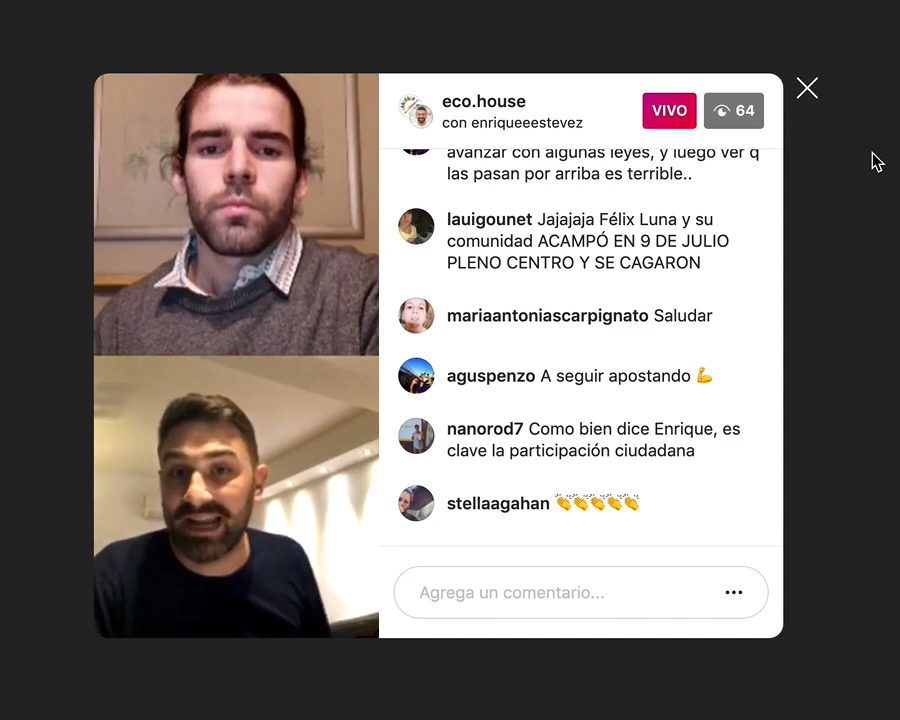 eco.house
con enriqueeestevez
VIVO
64
avanzar con algunas leyes, y luego ver q
las pasan por arriba es terrible..
lauigounet Jajajaja Félix Luna y su
comunidad ACAMPÓ EN 9 DE JULIO
PLENO CENTRO Y SE CAGARON
mariaantoniascarpignato Saludar
aguspenzo A seguir apostando 💪
nanorod7 Como bien dice Enrique, es
clave la participación ciudadana
stellaagahan 👏👏👏👏👏
Agrega un comentario...